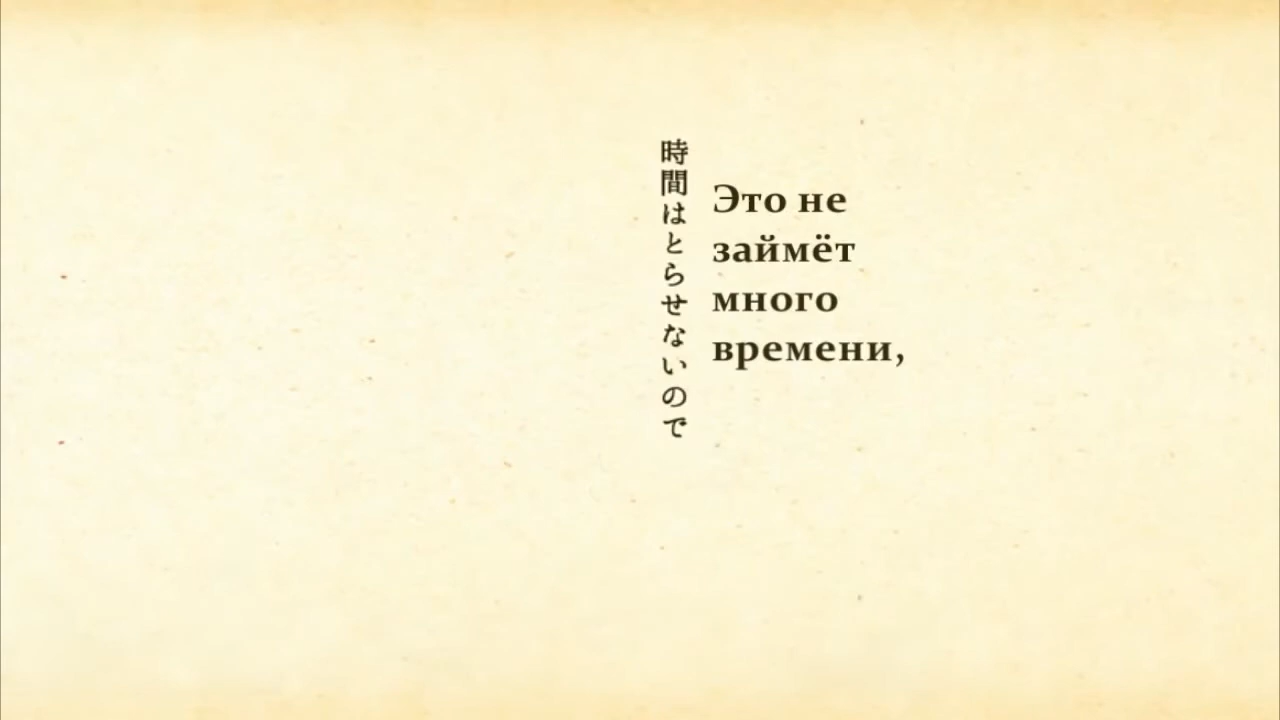 時間はとらせないので
Это не
займёт
много
времени,